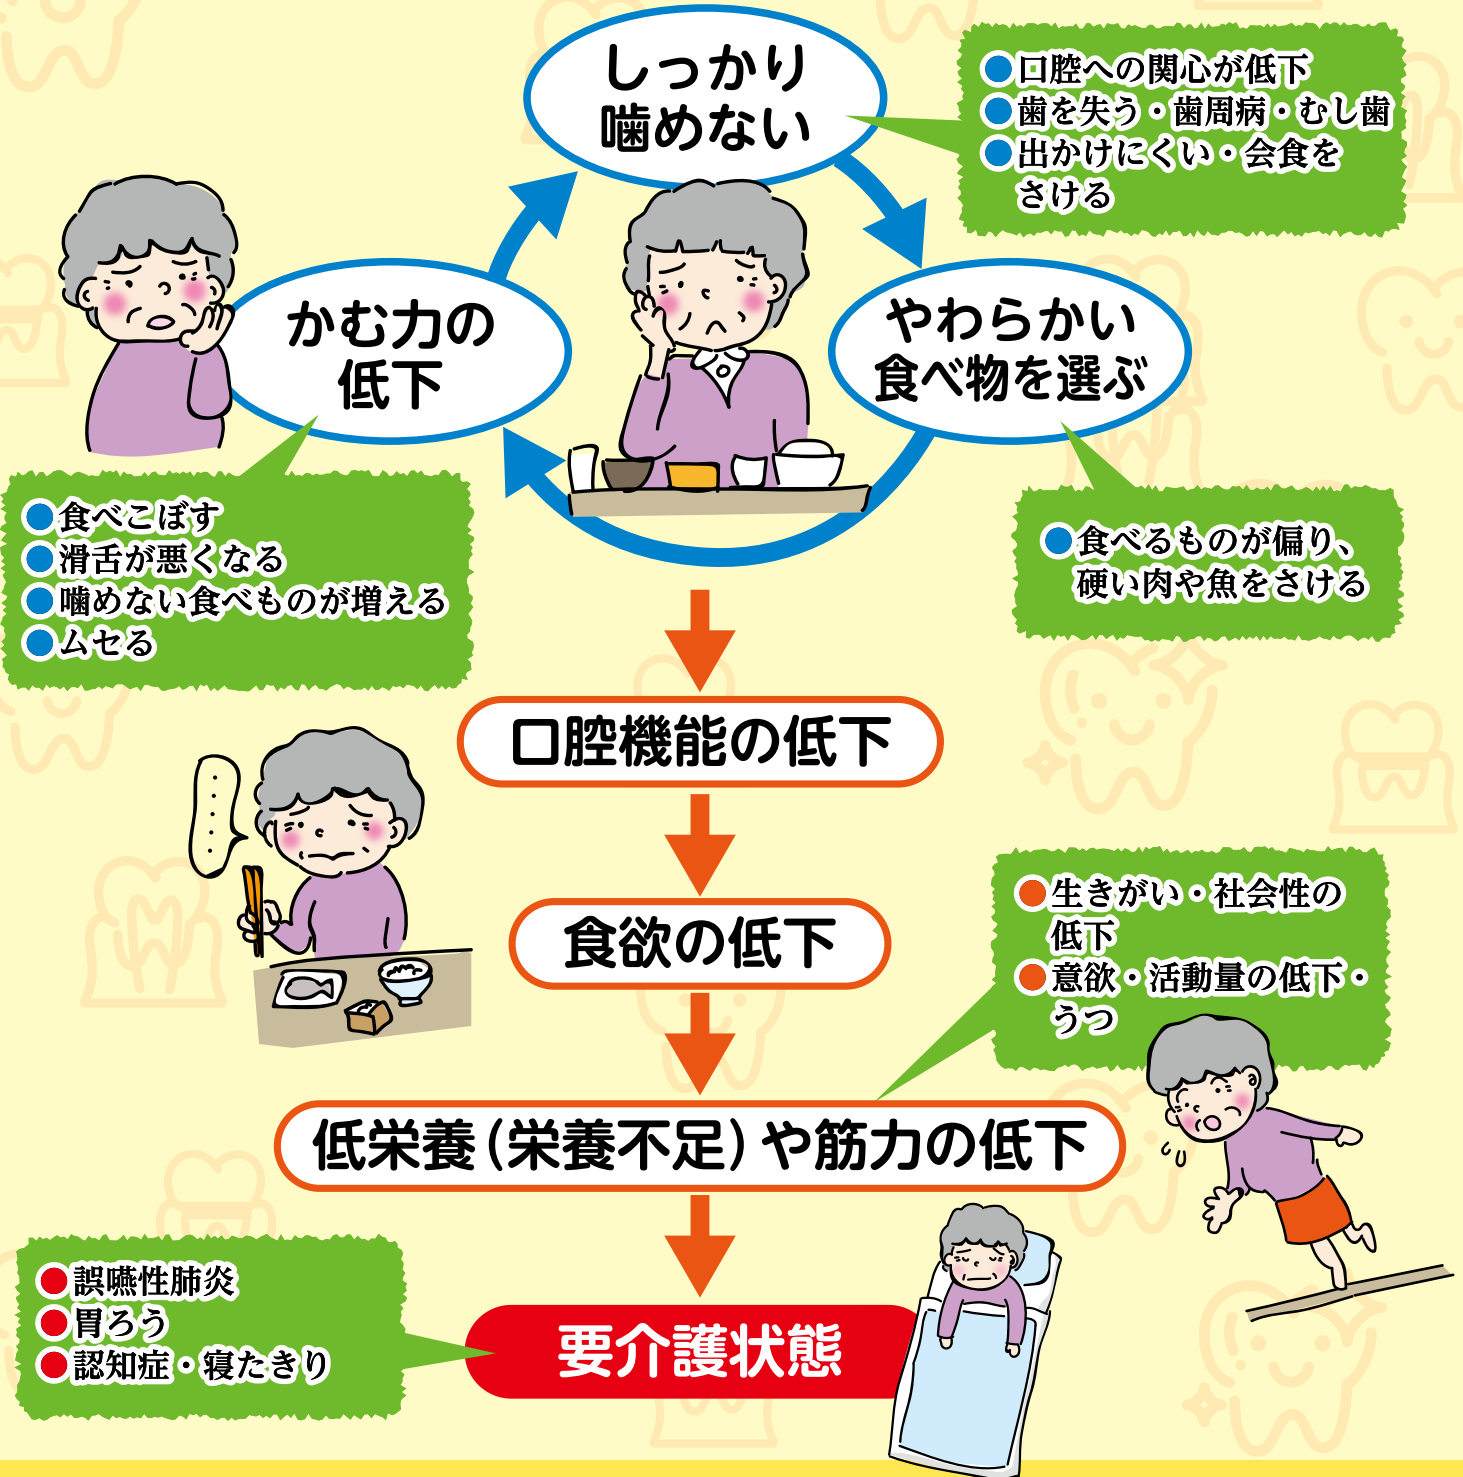 しっかり
噛めない
●口腔への関心が低下
●歯を失う・歯周病・むし歯
●出かけにくい・会食を
さける
かむ力の
低下
やわらかい
食べ物を選ぶ
●食べこぼす
●滑舌が悪くなる
●噛めない食べものが増える
●ムセる
●食べるものが偏り、
硬い肉や魚をさける
口腔機能の低下
食欲の低下
●生きがい・社会性の
低下
●意欲・活動量の低下・
うつ
低栄養(栄養不足)や筋力の低下
●誤嚥性肺炎
●胃ろう
●認知症・寝たきり
要介護状態